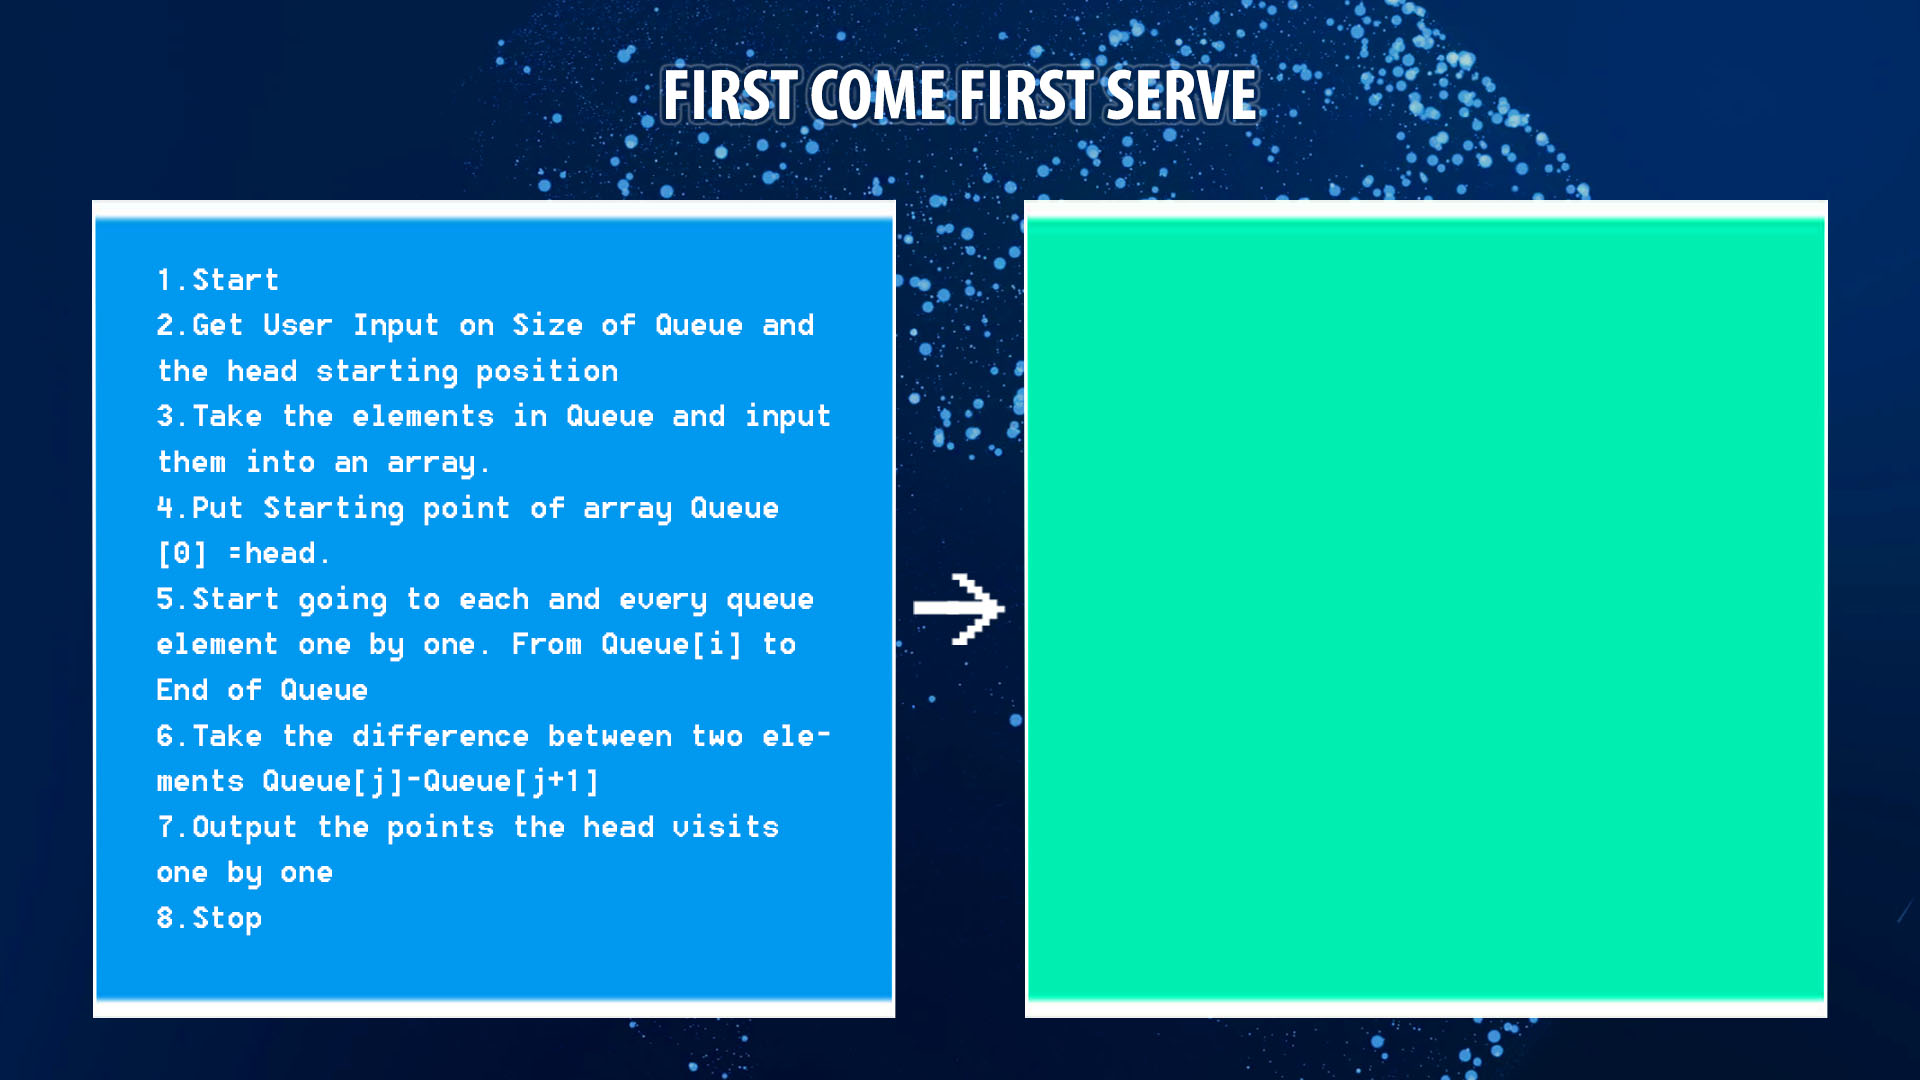 FIRST COME FIRST SERVE
1.Start
2.Get User Input on Size of Queue and
the head starting position
3.Take the elements in Queue and input
them into an array.
4.Put Starting point of array Queue
[0] =head.
5.Start going to each and every queue
element one by one. From Queue[i] to
End of Queue
6.Take the difference between two ele-
ments Queue[j]-Queue[j+1]
7.Output the points the head visits
one by one
8.Stop